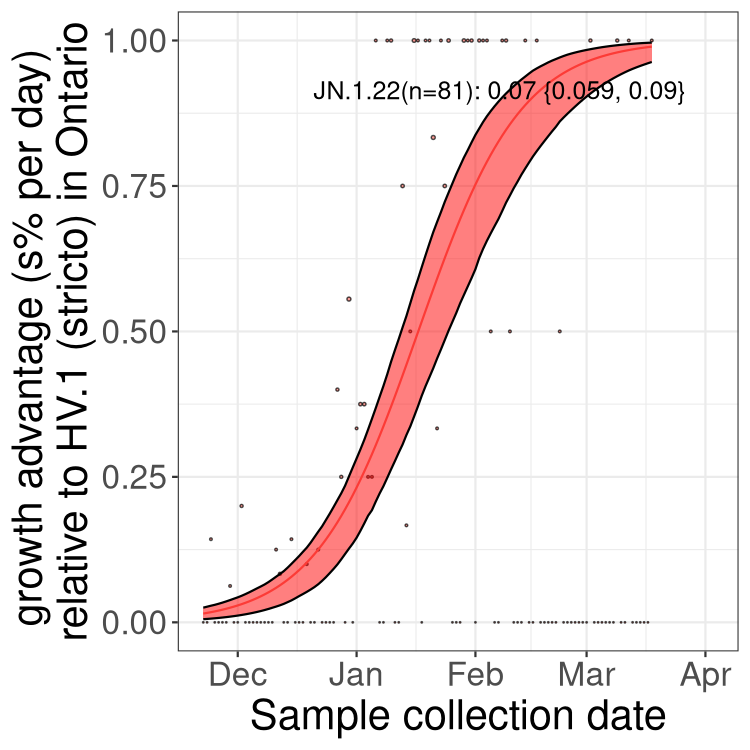 growth advantage (s% per day)
relative to HV.1 (stricto) in Ontario
1.00
0.75
0.50
0.25
0.00
JN.1.22(n=81): 0.07 {0.059, 0.09}
Dec Jan Feb Mar Apr
Sample collection date